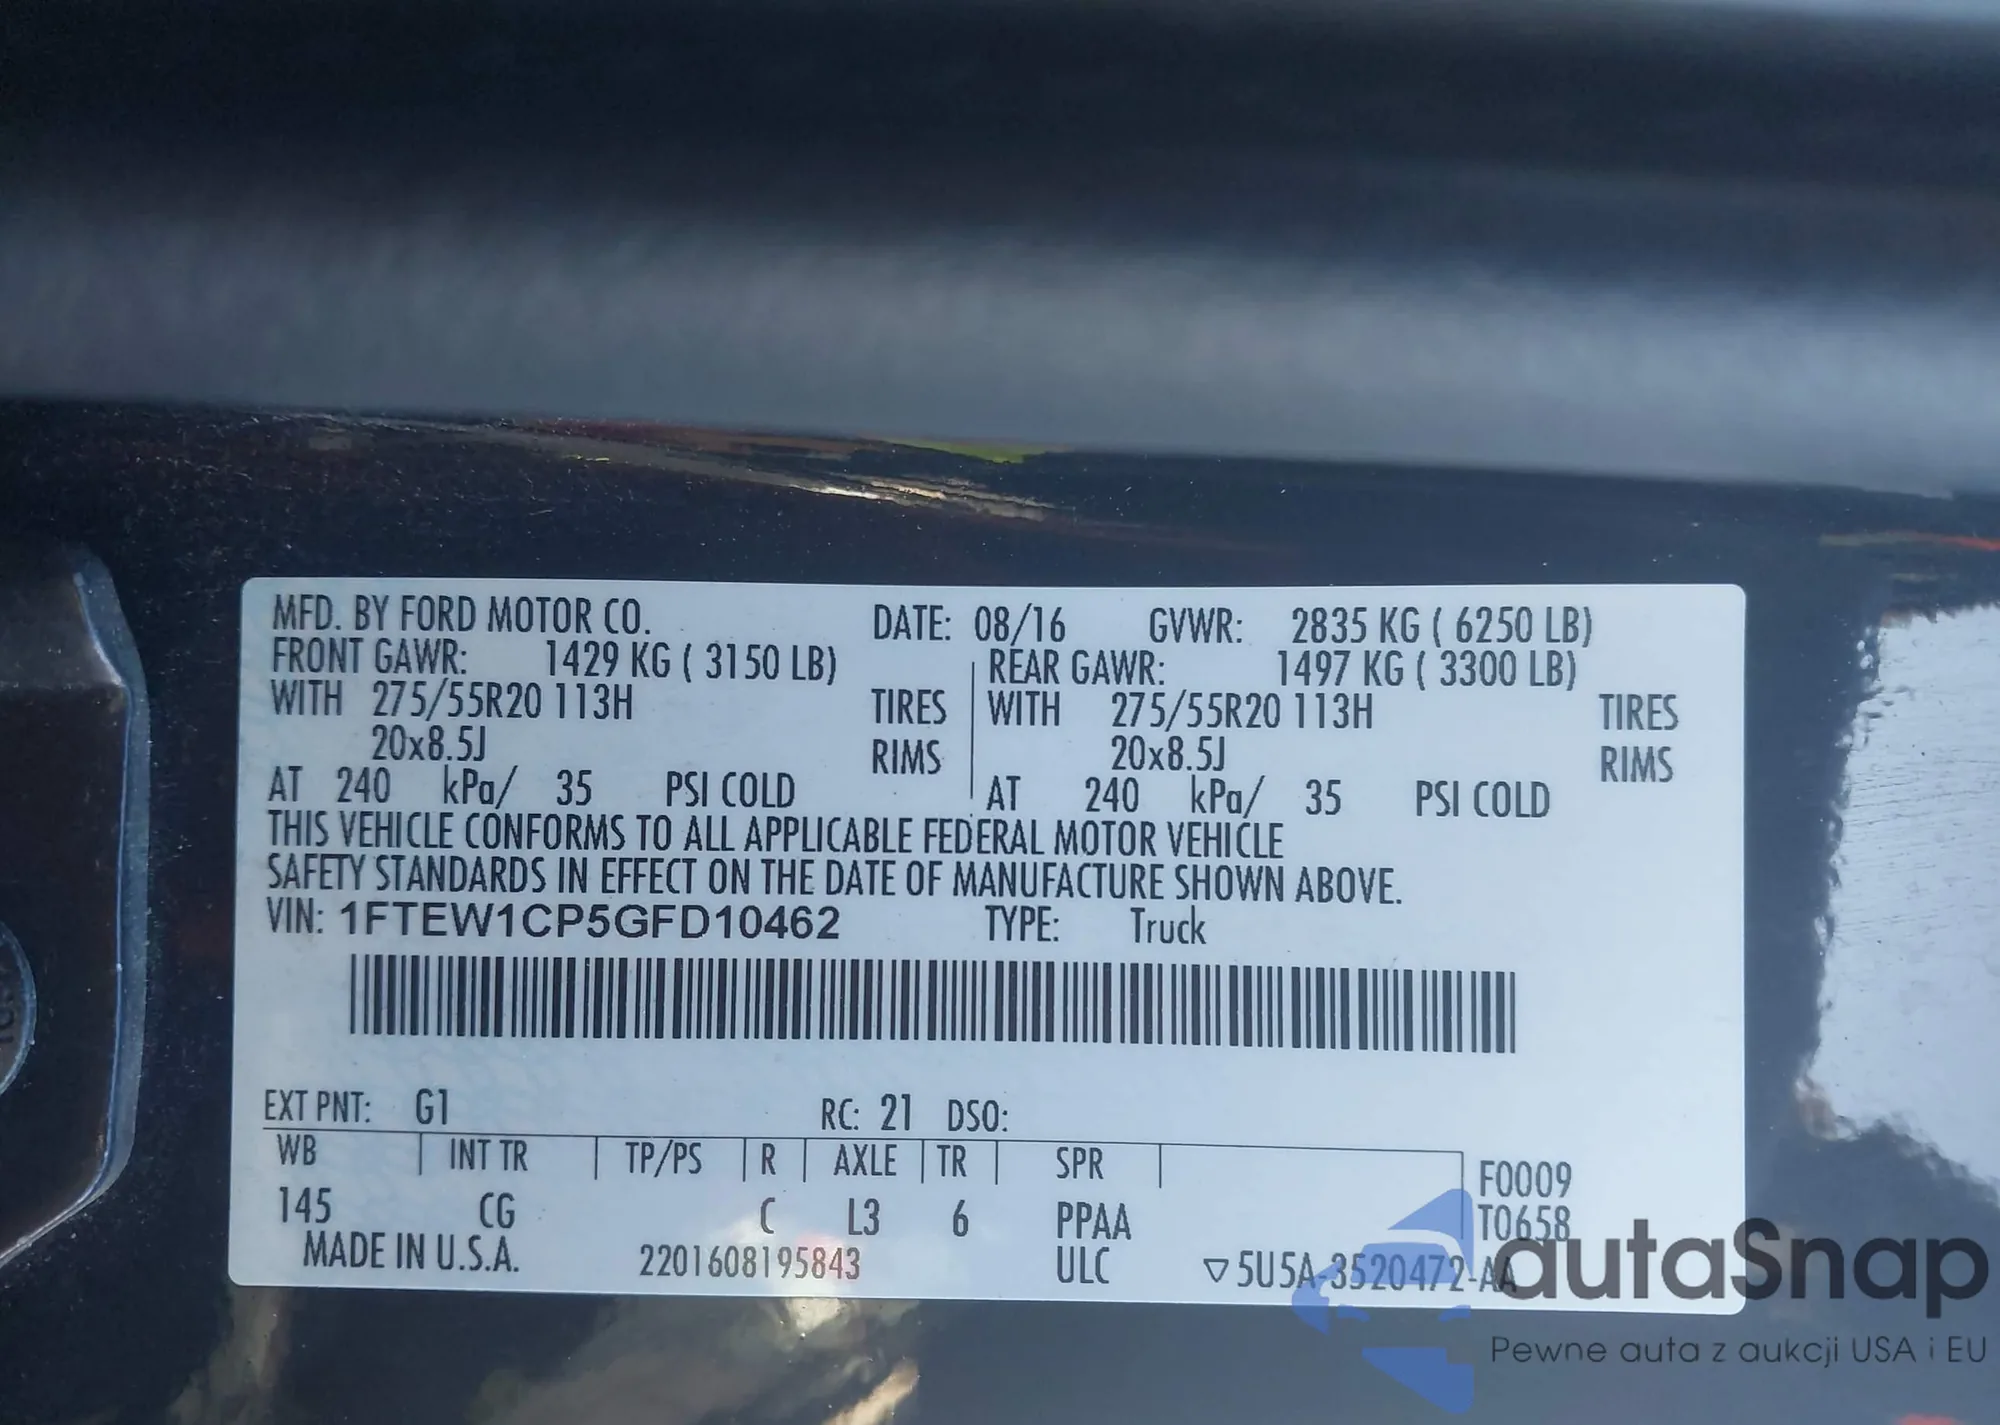 MFD. BY FORD MOTOR CO. DATE: 08/16 GVWR: 2835 KG ( 6250 LB)
FRONT GAWR: 1429 KG ( 3150 LB) REAR GAWR: 1497 KG ( 3300 LB)
WITH 275/55R20 113H TIRES WITH 275/55R20 113H TIRES
20x8.5J RIMS 20x8.5J RIMS
AT 240 kPa/ 35 PSI COLD AT 240 kPa/ 35 PSI COLD
THIS VEHICLE CONFORMS TO ALL APPLICABLE FEDERAL MOTOR VEHICLE
SAFETY STANDARDS IN EFFECT ON THE DATE OF MANUFACTURE SHOWN ABOVE.
VIN: 1FTEW1CP5GFD10462 TYPE: Truck
EXT PNT: G1 RC: 21 DSO:
WB INT TR TP/PS R AXLE TR SPR F0009
145 CG C L3 6 PPAA T0658
MADE IN U.S.A. 2201608195843 ULC ▽5U5A-3520472-AA
autaSnap
Pewne auta z aukcji USA i EU